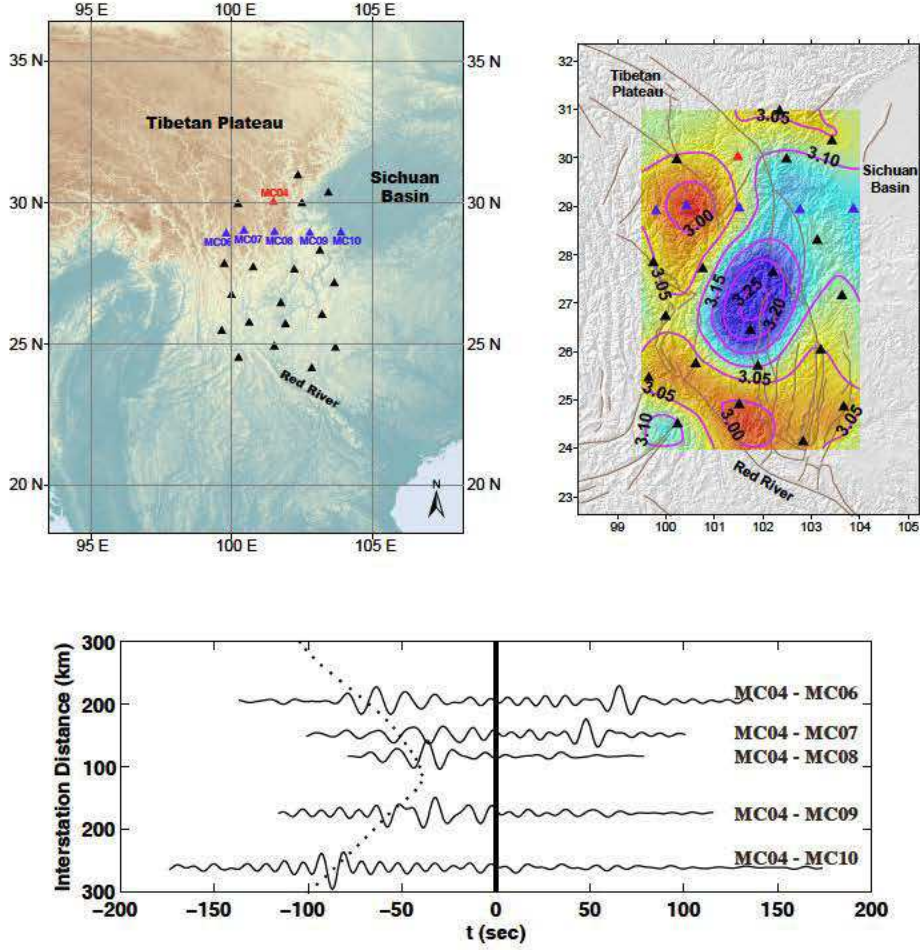 95 E 100 E 105 E
35 N 35 N
Tibetan Plateau
Sichuan
Basin
MC04
30 N 30 N
MC06 MC07 MC08 MC09 MC10
25 N 25 N
Red River
20 N 20 N
N
95 E 100 E 105 E
32
Tibetan
Plateau
31
3.05
3.10
30
Sichuan
Basin
29
3.00
28
3.05
3.15
3.25
27
3.20
26
3.05
3.05
25
3.10
3.00
3.05
24
Red River
23
99 100 101 102 103 104 105
Interstation Distance (km)
300
200
100
200
300
MC04 - MC06
MC04 - MC07
MC04 - MC08
MC04 - MC09
MC04 - MC10
−200 −150 −100 −50 0 50 100 150 200
t (sec)